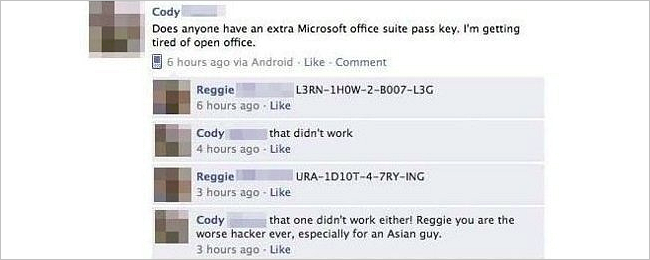 Cody
Does anyone have an extra Microsoft office suite pass key. I'm getting
tired of open office.
6 hours ago via Android · Like · Comment
Reggie L3RN-1H0W-2-B007-L3G
6 hours ago · Like
Cody that didn't work
4 hours ago · Like
Reggie URA-1D10T-4-7RY-ING
3 hours ago · Like
Cody that one didn't work either! Reggie you are the
worse hacker ever, especially for an Asian guy.
3 hours ago · Like